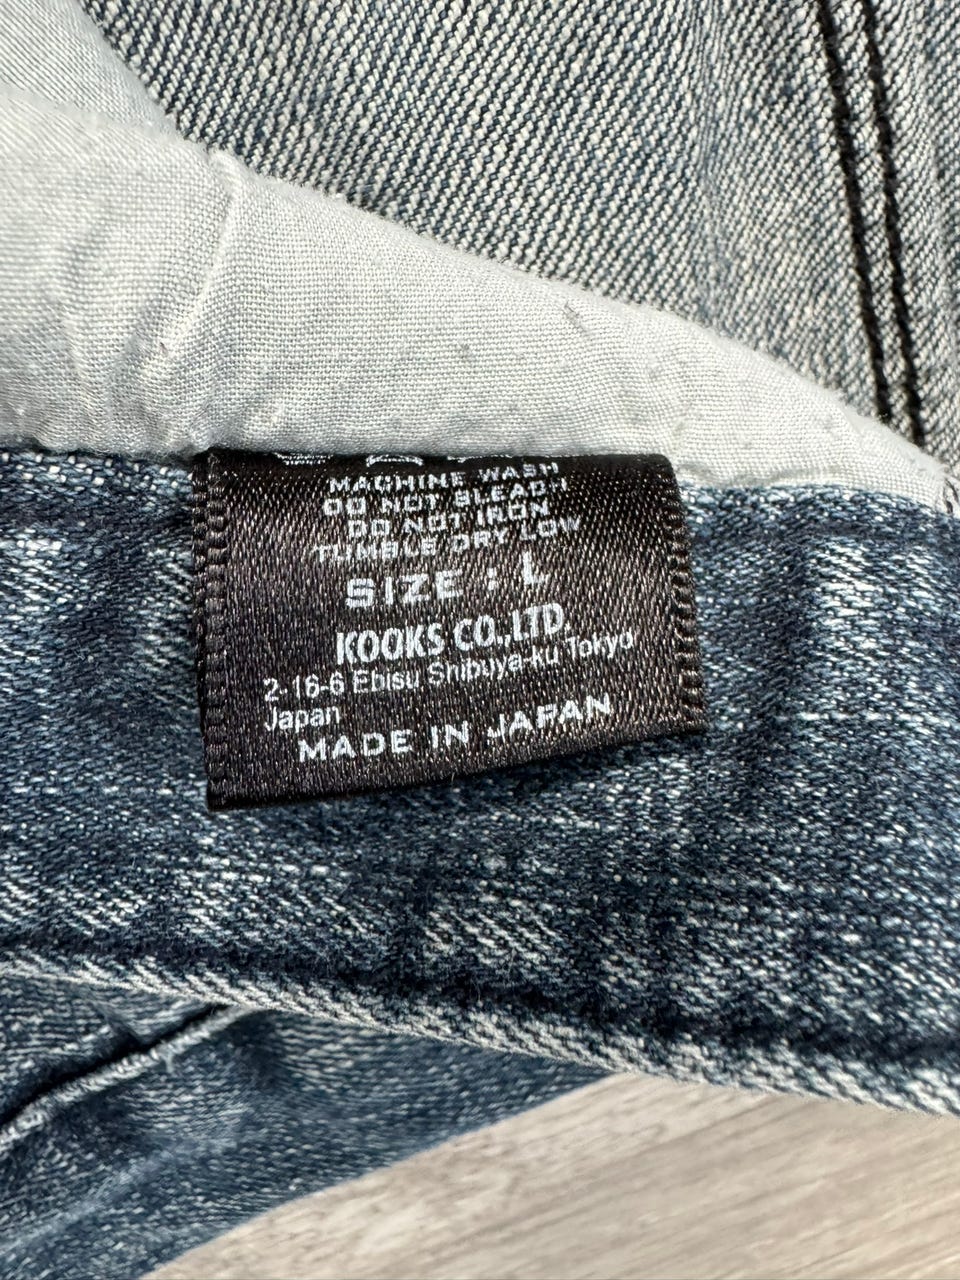 MACHINE WASH
DO NOT BLEACH
DO NOT IRON
TUMBLE DRY LOW
SIZE : L
KOOKS CO.,LTD
2-16-6 Ebisu Shibuya-ku Tokyo
Japan
MADE IN JAPAN